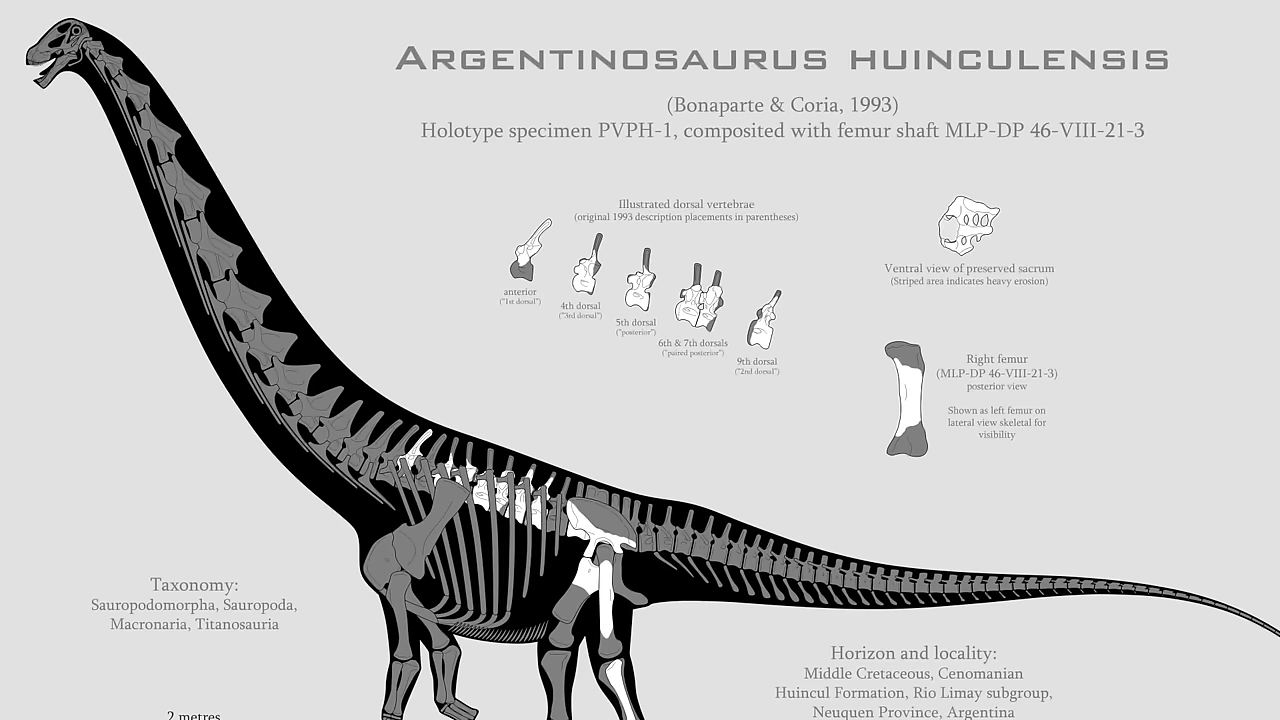 ARGENTINOSAURUS HUINCULENSIS
(Bonaparte & Coria, 1993)
Holotype specimen PVPH-1, composited with femur shaft MLP-DP 46-VIII-21-3
Illustrated dorsal vertebrae
(original 1993 description placements in parentheses)
anterior
("1st dorsal")
4th dorsal
("3rd dorsal")
5th dorsal
("posterior")
6th & 7th dorsals
("paired posterior")
9th dorsal
("2nd dorsal")
Ventral view of preserved sacrum
(Striped area indicates heavy erosion)
Right femur
(MLP-DP 46-VIII-21-3)
posterior view
Shown as left femur on
lateral view skeletal for
visibility
Taxonomy:
Sauropodomorpha, Sauropoda,
Macronaria, Titanosauria
2 metres
Horizon and locality:
Middle Cretaceous, Cenomanian
Huincul Formation, Rio Limay subgroup,
Neuquen Province, Argentina